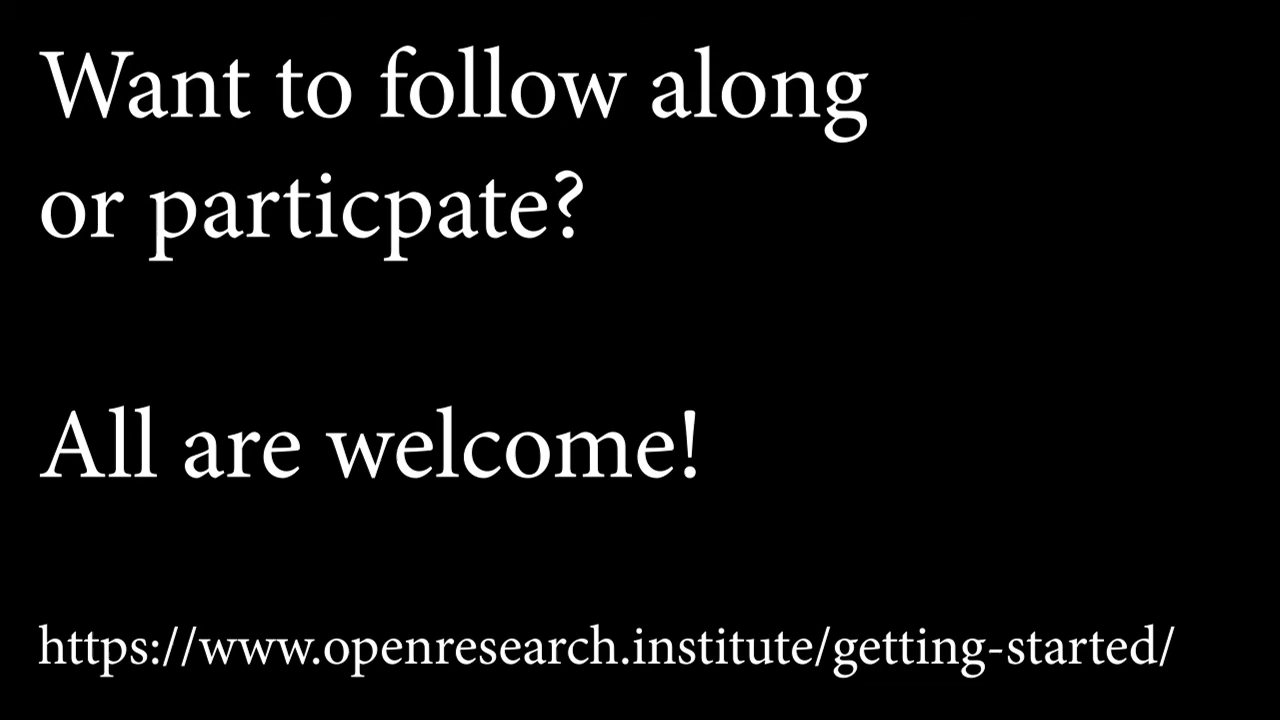 Want to follow along
or particpate?
All are welcome!
https://www.openresearch.institute/getting-started/